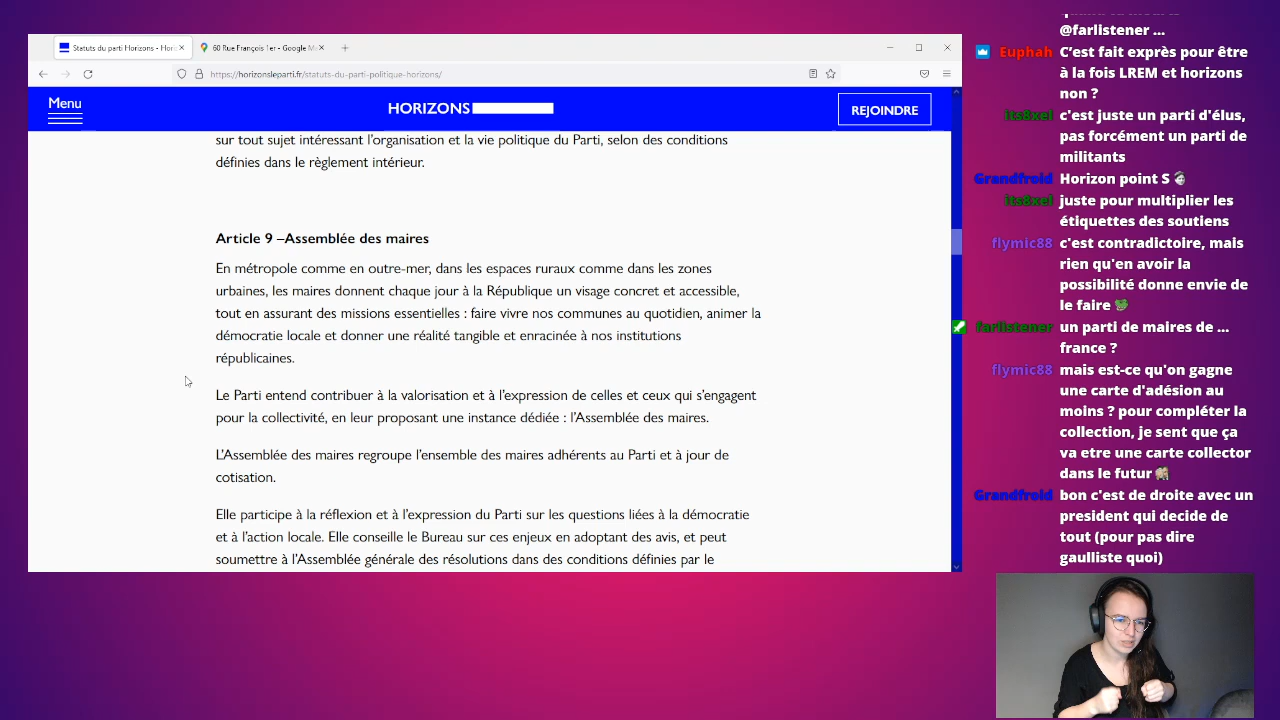 Statuts du parti Horizons - Hori
60 Rue François 1er - Google M
https://horizonsleparti.fr/statuts-du-parti-politique-horizons/
Menu
HORIZONS
REJOINDRE
sur tout sujet intéressant l'organisation et la vie politique du Parti, selon des conditions
définies dans le règlement intérieur.
Article 9 –Assemblée des maires
En métropole comme en outre-mer, dans les espaces ruraux comme dans les zones
urbaines, les maires donnent chaque jour à la République un visage concret et accessible,
tout en assurant des missions essentielles : faire vivre nos communes au quotidien, animer la
démocratie locale et donner une réalité tangible et enracinée à nos institutions
républicaines.
Le Parti entend contribuer à la valorisation et à l'expression de celles et ceux qui s'engagent
pour la collectivité, en leur proposant une instance dédiée : l'Assemblée des maires.
L'Assemblée des maires regroupe l'ensemble des maires adhérents au Parti et à jour de
cotisation.
Elle participe à la réflexion et à l'expression du Parti sur les questions liées à la démocratie
et à l'action locale. Elle conseille le Bureau sur ces enjeux en adoptant des avis, et peut
soumettre à l'Assemblée générale des résolutions dans des conditions définies par le
@farlistener ...
Euphah C'est fait exprès pour être
à la fois LREM et horizons
non ?
its8xel c'est juste un parti d'élus,
pas forcément un parti de
militants
Grandfroid Horizon point S
its8xel juste pour multiplier les
étiquettes des soutiens
flymic88 c'est contradictoire, mais
rien qu'en avoir la
possibilité donne envie de
le faire
farlistener un parti de maires de ...
france ?
flymic88 mais est-ce qu'on gagne
une carte d'adésion au
moins ? pour compléter la
collection, je sent que ça
va etre une carte collector
dans le futur
Grandfroid bon c'est de droite avec un
president qui decide de
tout (pour pas dire
gaulliste quoi)